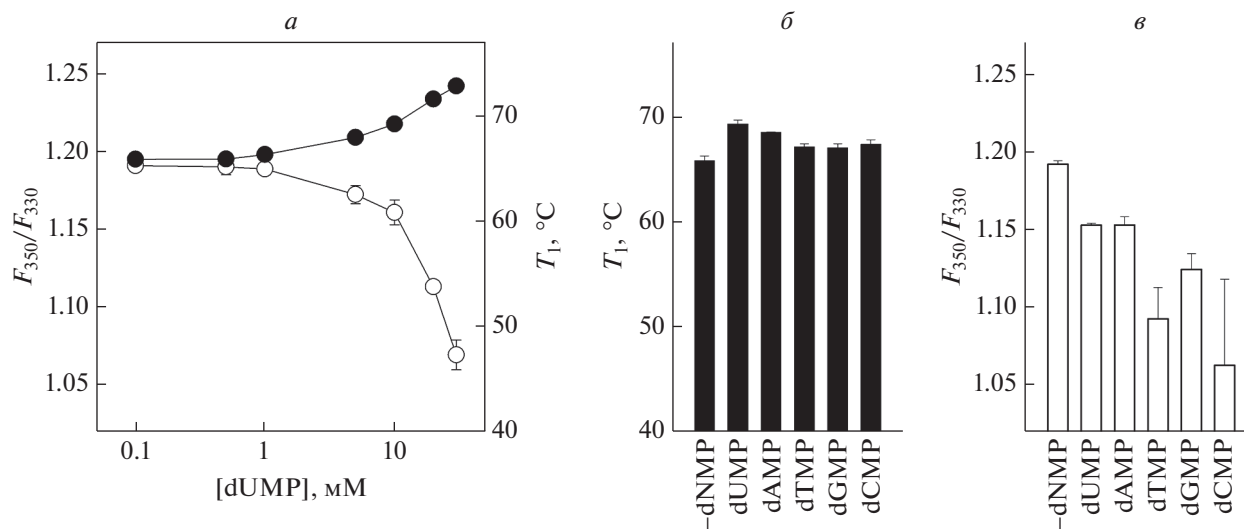 а
1.25
1.20
1.15
1.10
1.05
F350/F330
70
60
50
40
T1, °C
0.1
1
10
[dUMP], мМ
б
70
60
50
40
T1, °C
–dNMP
dUMP
dAMP
dTMP
dGMP
dCMP
в
1.25
1.20
1.15
1.10
1.05
F350/F330
–dNMP
dUMP
dAMP
dTMP
dGMP
dCMP